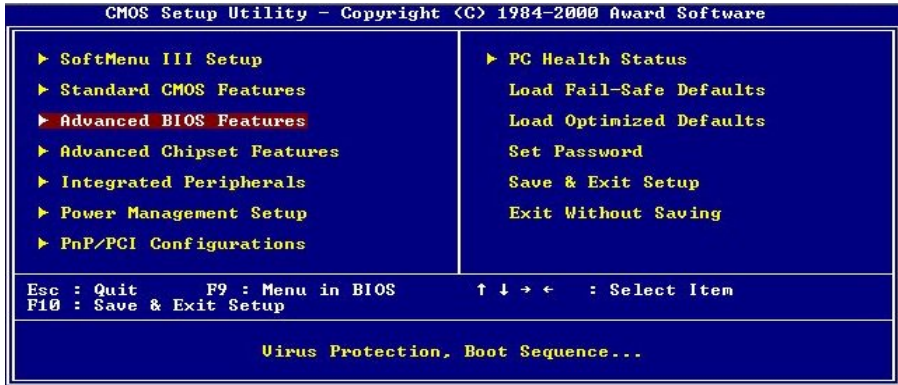 CMOS Setup Utility - Copyright (C) 1984-2000 Award Software
▶ SoftMenu III Setup
▶ Standard CMOS Features
▶ Advanced BIOS Features
▶ Advanced Chipset Features
▶ Integrated Peripherals
▶ Power Management Setup
▶ PnP/PCI Configurations
▶ PC Health Status
Load Fail-Safe Defaults
Load Optimized Defaults
Set Password
Save & Exit Setup
Exit Without Saving
Esc : Quit F9 : Menu in BIOS ↑ ↓ → ← : Select Item
F10 : Save & Exit Setup
Virus Protection, Boot Sequence...